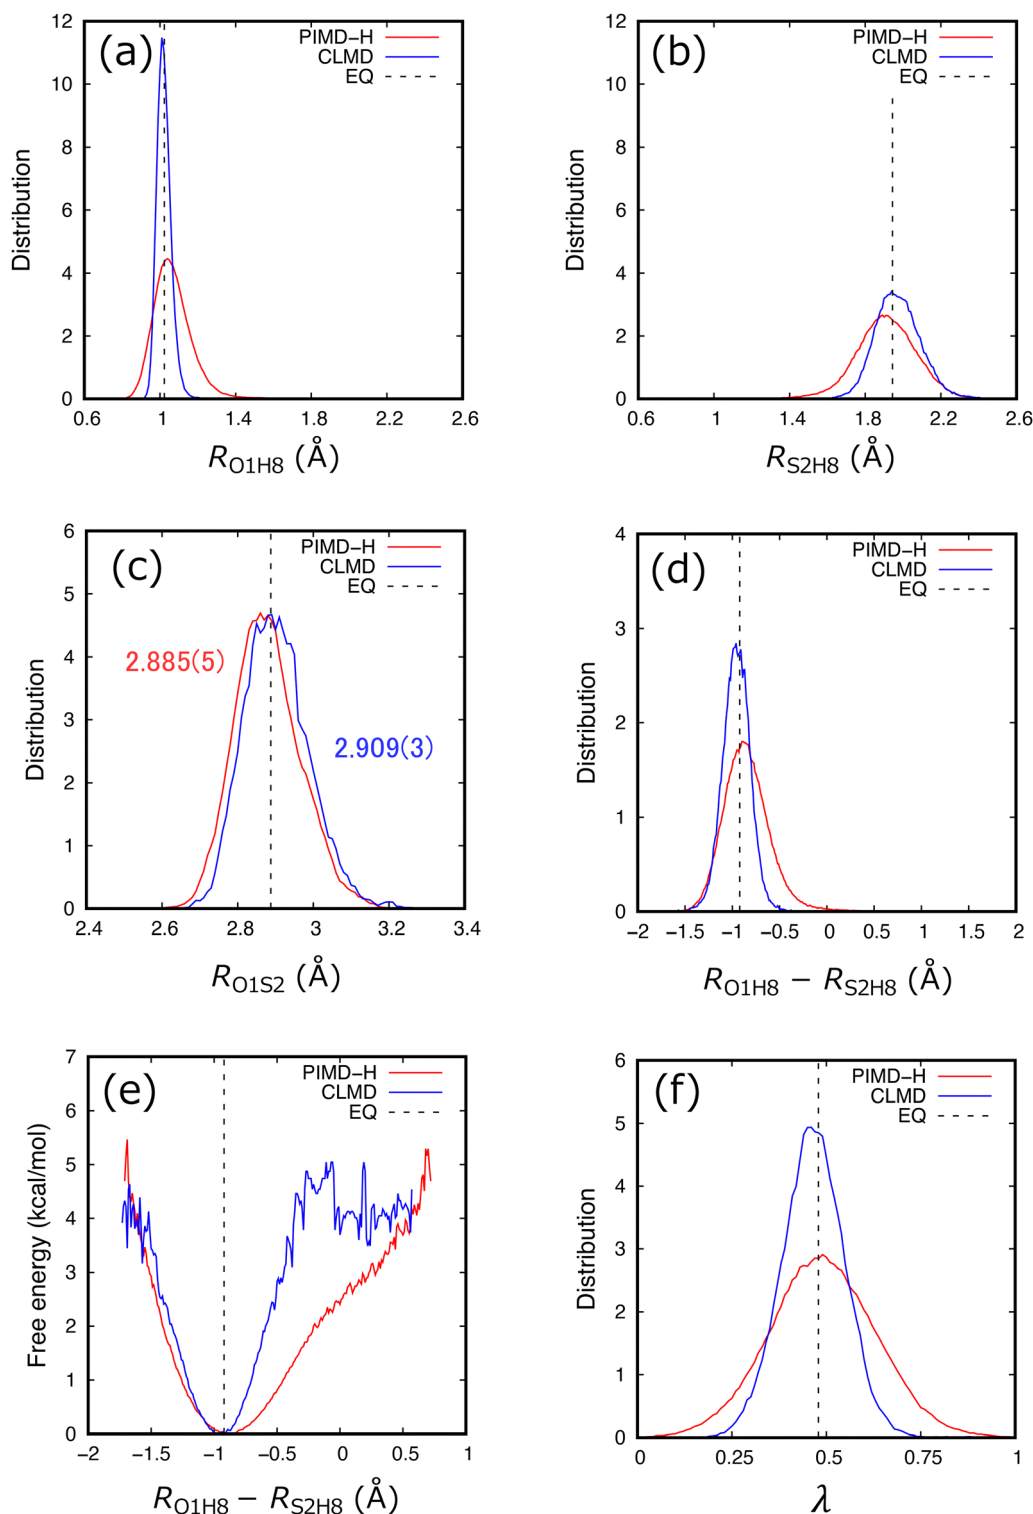 (a)
PIMD-H
CLMD
EQ
Distribution
12
10
8
6
4
2
0
0.6 1 1.4 1.8 2.2 2.6
R O1H8 (Å)
(b)
PIMD-H
CLMD
EQ
Distribution
12
10
8
6
4
2
0
0.6 1 1.4 1.8 2.2 2.6
R S2H8 (Å)
(c)
PIMD-H
CLMD
EQ
2.885(5)
2.909(3)
Distribution
6
5
4
3
2
1
0
2.4 2.6 2.8 3 3.2 3.4
R O1S2 (Å)
(d)
PIMD-H
CLMD
EQ
Distribution
4
3
2
1
0
−2 −1.5 −1 −0.5 0 0.5 1 1.5 2
R O1H8 − R S2H8 (Å)
(e)
PIMD-H
CLMD
EQ
Free energy (kcal/mol)
7
6
5
4
3
2
1
0
−2 −1.5 −1 −0.5 0 0.5 1
R O1H8 − R S2H8 (Å)
(f)
PIMD-H
CLMD
EQ
Distribution
6
5
4
3
2
1
0
0 0.25 0.5 0.75 1
λ